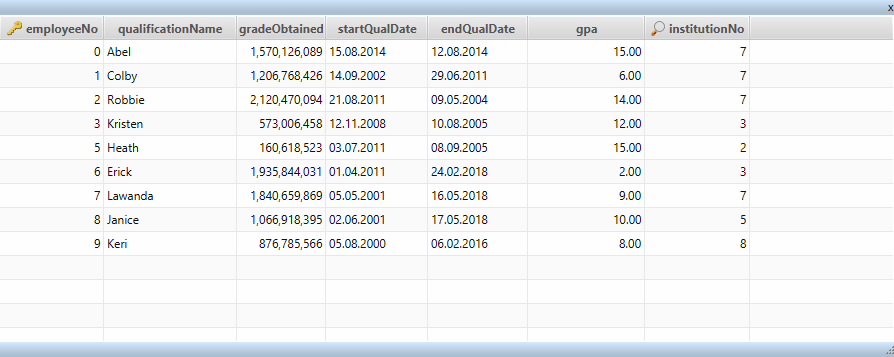 employeeNo qualificationName gradeObtained startQualDate endQualDate gpa institutionNo
0 Abel 1,570,126,089 15.08.2014 12.08.2014 15.00 7
1 Colby 1,206,768,426 14.09.2002 29.06.2011 6.00 7
2 Robbie 2,120,470,094 21.08.2011 09.05.2004 14.00 7
3 Kristen 573,006,458 12.11.2008 10.08.2005 12.00 3
5 Heath 160,618,523 03.07.2011 08.09.2005 15.00 2
6 Erick 1,935,844,031 01.04.2011 24.02.2018 2.00 3
7 Lawanda 1,840,659,869 05.05.2001 16.05.2018 9.00 7
8 Janice 1,066,918,395 02.06.2001 17.05.2018 10.00 5
9 Keri 876,785,566 05.08.2000 06.02.2016 8.00 8